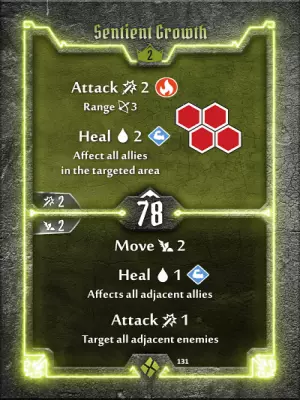 Sentient Growth
2
Attack 2
Range 3
Heal 2
Affect all allies
in the targeted area
2
78
2
Move 2
Heal 1
Affects all adjacent allies
Attack 1
Target all adjacent enemies
131